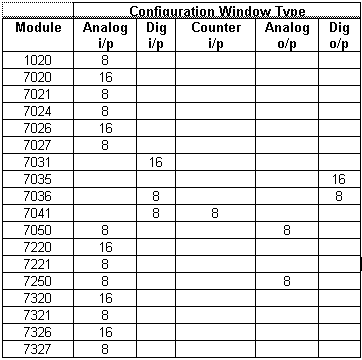 Configuration Window Type
Module Analog i/p Dig i/p Counter i/p Analog o/p Dig o/p
1020 8
7020 16
7021 8
7024 8
7026 16
7027 8
7031 16
7035 16
7036 8 8
7041 8 8
7050 8 8
7220 16
7221 8
7250 8 8
7320 16
7321 8
7326 16
7327 8